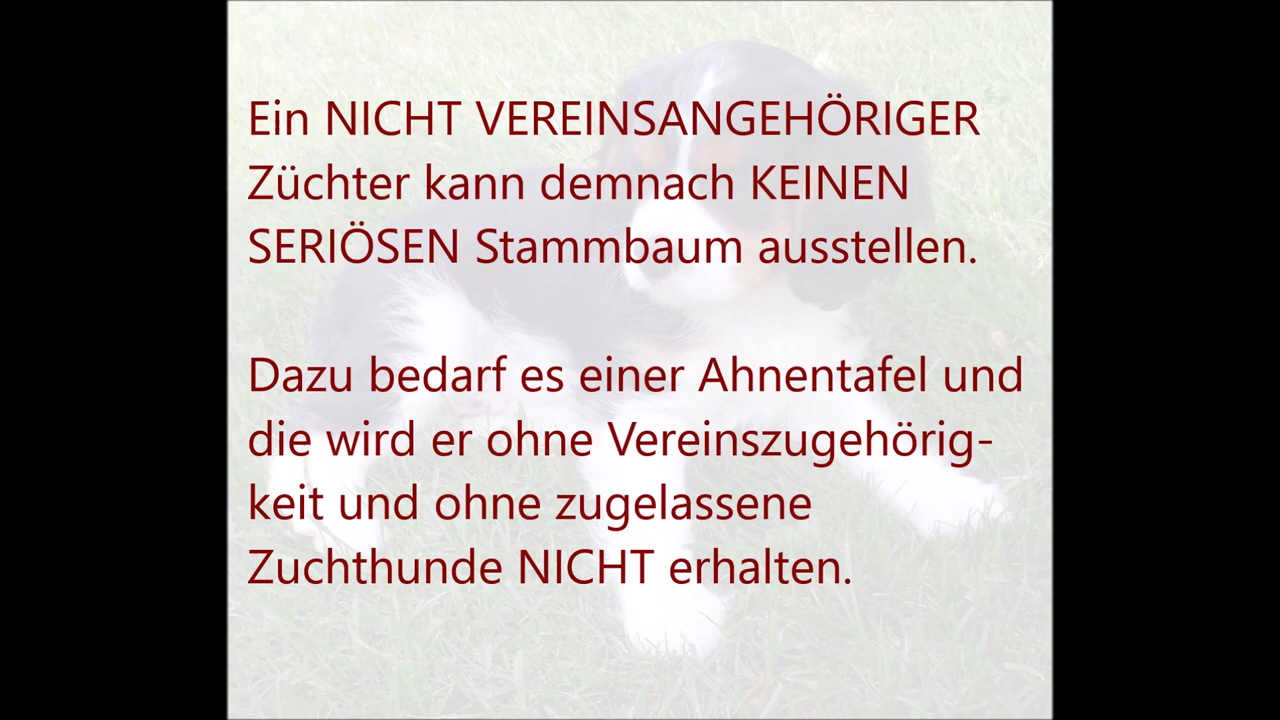 Ein NICHT VEREINSANGEHÖRIGER
Züchter kann demnach KEINEN
SERIÖSEN Stammbaum ausstellen.
Dazu bedarf es einer Ahnentafel und
die wird er ohne Vereinszugehörig-
keit und ohne zugelassene
Zuchthunde NICHT erhalten.